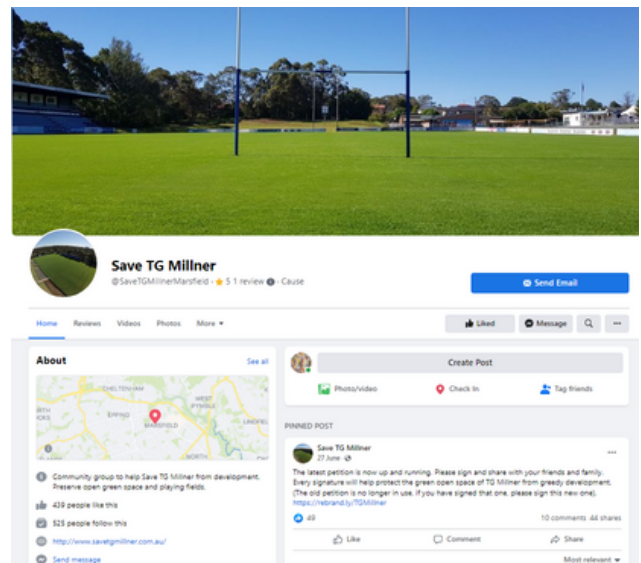 Save TG Millner
@SaveTGMillnerMarsfield · 5 1 review · Cause
Send Email
Home Reviews Videos Photos More
Liked Message
About See all
CHELTENHAM
WEST PYMBLE
EPPING
MARSFIELD
LINDFIEL
NORTH
Community group to help Save TG Millner from development.
Preserve open green space and playing fields.
439 people like this
525 people follow this
http://www.savetgmillner.com.au/
Send message
Create Post
Photo/video Check In Tag friends
PINNED POST
Save TG Millner
27 June
The latest petition is now up and running. Please sign and share with your friends and family.
Every signature will help protect the green open space of TG Millner from greedy development.
(The old petition is no longer in use, if you have signed that one, please sign this new one).
https://rebrand.ly/TGMillner
49 10 comments 44 shares
Like Comment Share
Most relevant